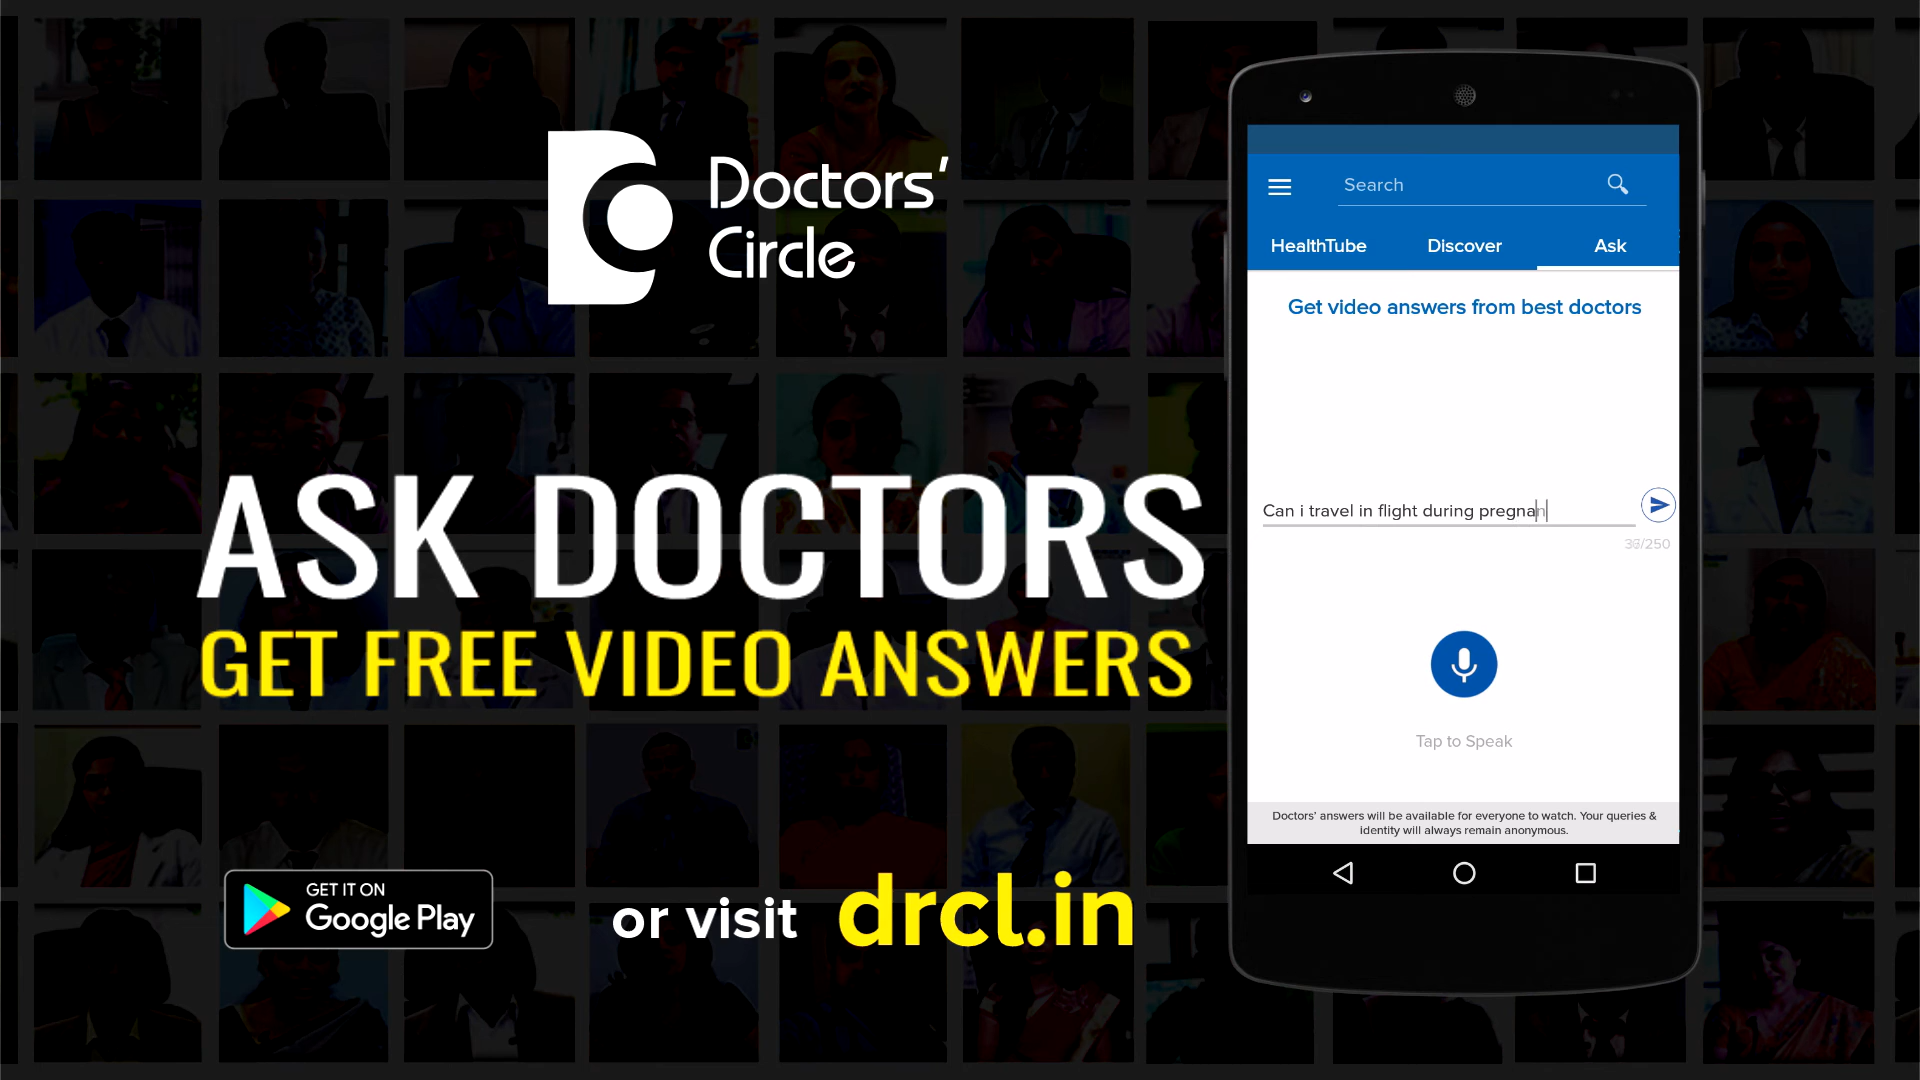 Doctors'
Circle
ASK DOCTORS
GET FREE VIDEO ANSWERS
GET IT ON
Google Play
or visit drcl.in
Search
HealthTube Discover Ask
Get video answers from best doctors
Can i travel in flight during pregnan
/250
Tap to Speak
Doctors' answers will be available for everyone to watch. Your queries &
identity will always remain anonymous.